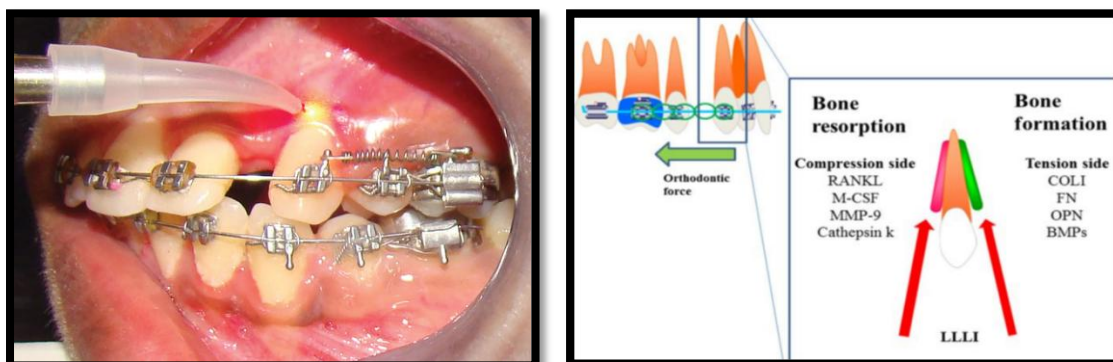 Orthodontic
force
Bone
resorption
Compression side
RANKL
M-CSF
MMP-9
Cathepsin k
Bone
formation
Tension side
COLI
FN
OPN
BMPs
LLLI